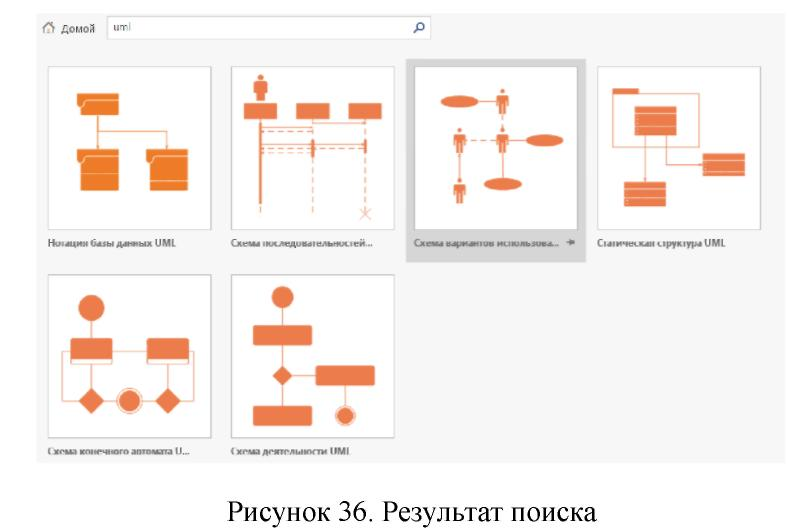 Домой uml
Нотация базы данных UML
Схема последовательностей...
Схема вариантов использова...
Статическая структура UML
Схема конечного автомата U...
Схема деятельности UML
Рисунок 36. Результат поиска